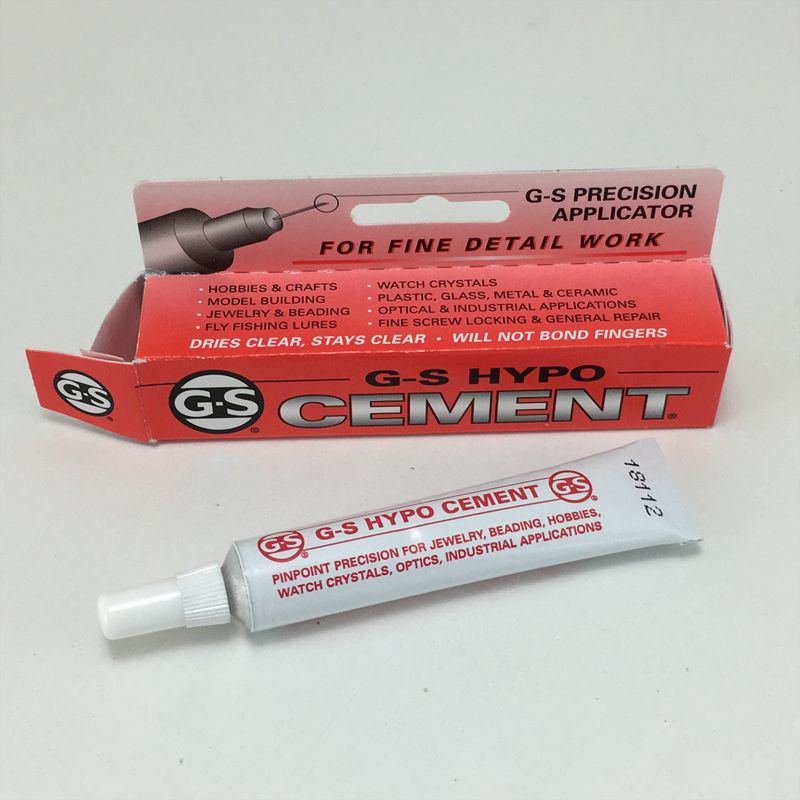 G-S PRECISION
APPLICATOR
FOR FINE DETAIL WORK
· HOBBIES & CRAFTS
· MODEL BUILDING
· JEWELRY & BEADING
· FLY FISHING LURES
· WATCH CRYSTALS
· PLASTIC, GLASS, METAL & CERAMIC
· OPTICAL & INDUSTRIAL APPLICATIONS
· FINE SCREW LOCKING & GENERAL REPAIR
DRIES CLEAR, STAYS CLEAR · WILL NOT BOND FINGERS
G-S®
G-S®
G-S HYPO
CEMENT®
G-S® G-S HYPO CEMENT G-S®
PINPOINT PRECISION FOR JEWELRY, BEADING, HOBBIES,
WATCH CRYSTALS, OPTICS, INDUSTRIAL APPLICATIONS
18112